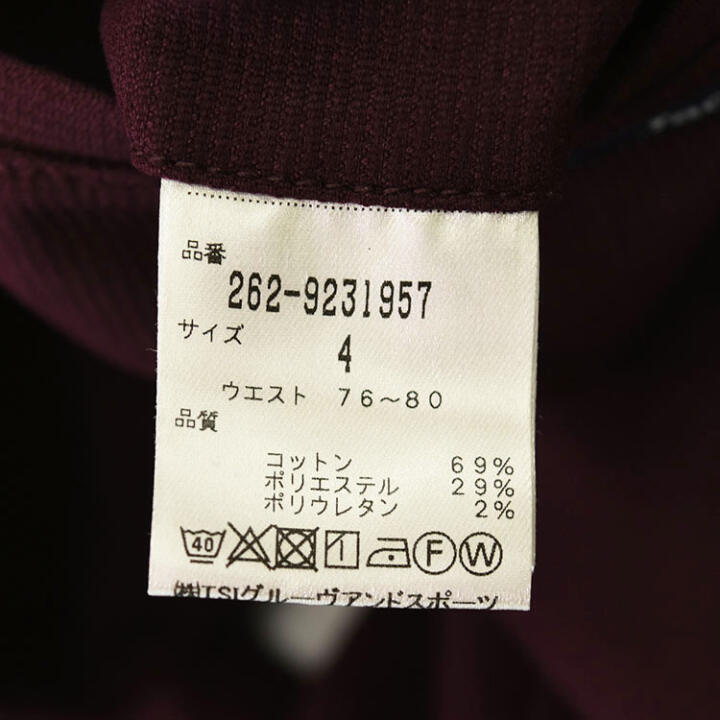 品番
262-9231957
サイズ
4
ウエスト 76～80
品質
コットン 69%
ポリエステル 29%
ポリウレタン 2%
40 F W
㈱TSIグルーヴアンドスポーツ